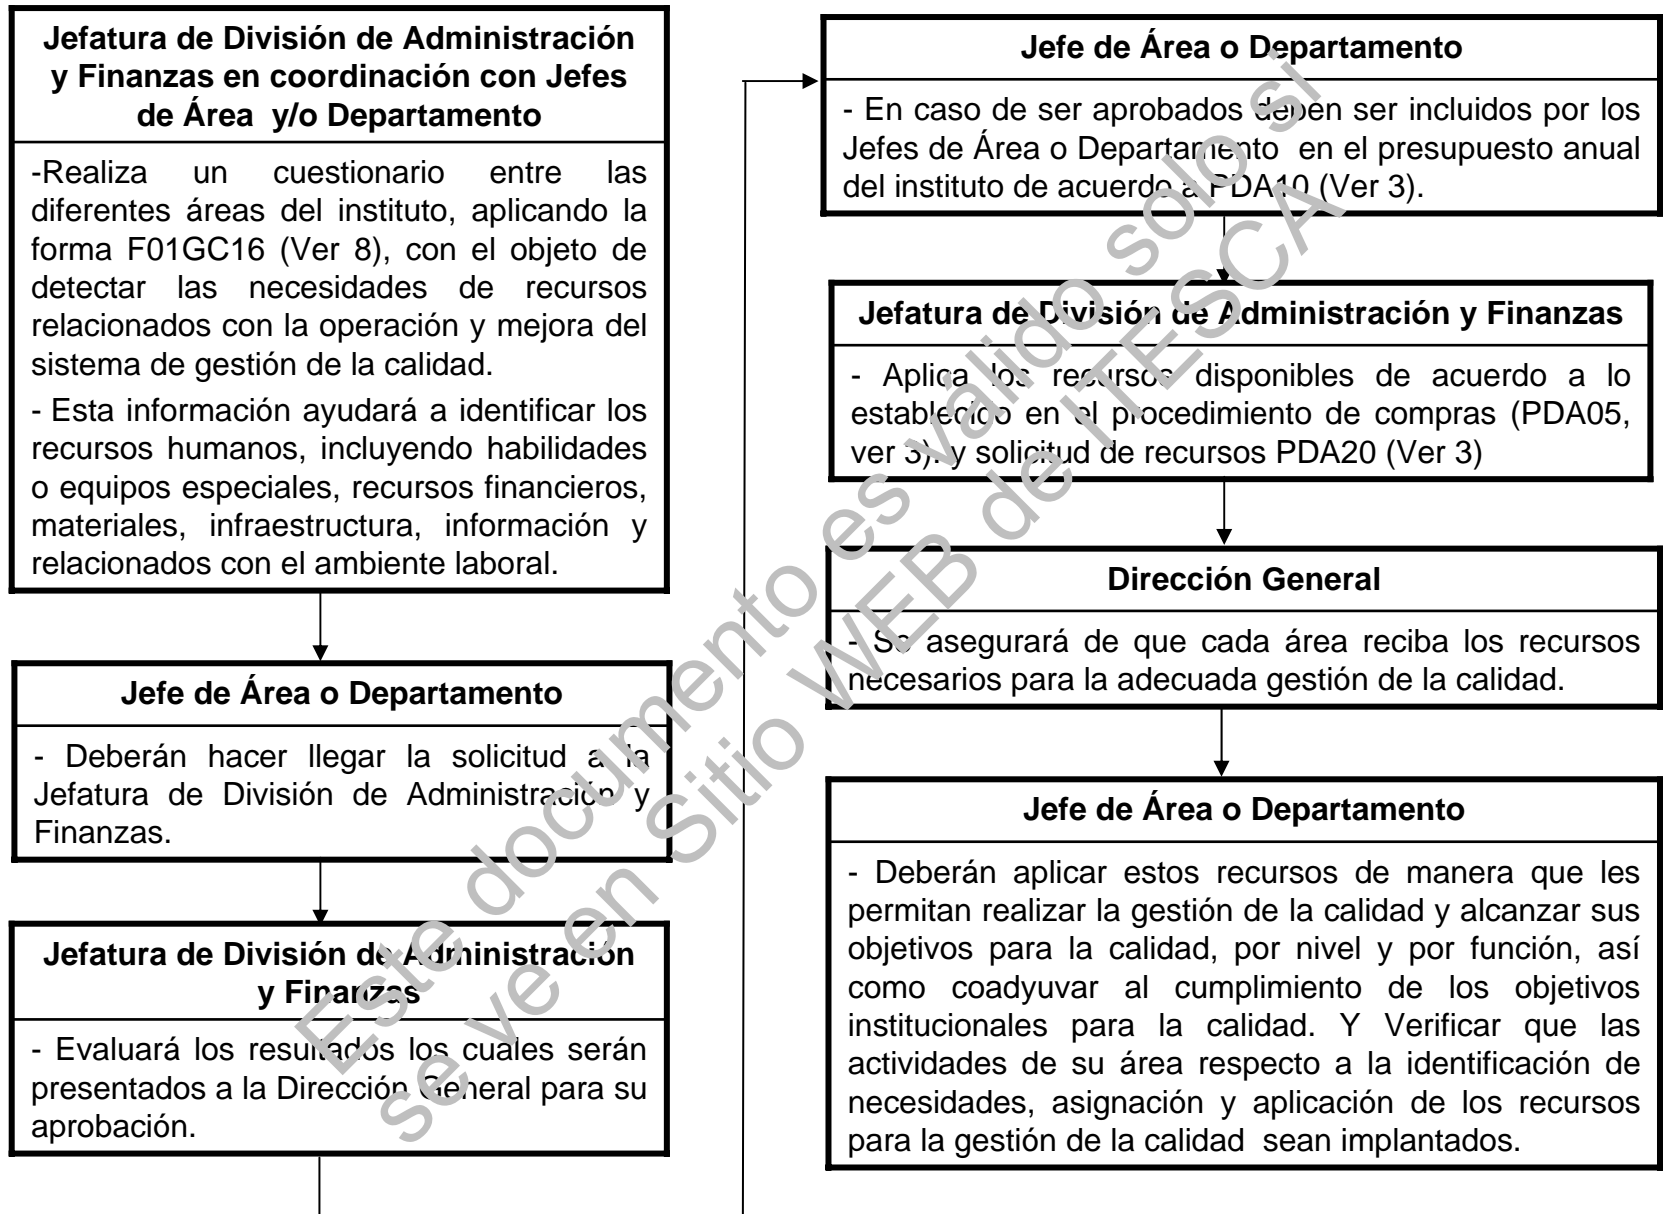 Jefatura de División de Administración
y Finanzas en coordinación con Jefes
de Área y/o Departamento
-Realiza un cuestionario entre las
diferentes áreas del instituto, aplicando la
forma F01GC16 (Ver 8), con el objeto de
detectar las necesidades de recursos
relacionados con la operación y mejora del
sistema de gestión de la calidad.
- Esta información ayudará a identificar los
recursos humanos, incluyendo habilidades
o equipos especiales, recursos financieros,
materiales, infraestructura, información y
relacionados con el ambiente laboral.
Jefe de Área o Departamento
- Deberán hacer llegar la solicitud a la
Jefatura de División de Administración y
Finanzas.
Jefatura de División de Administración
y Finanzas
- Evaluará los resultados los cuales serán
presentados a la Dirección General para su
aprobación.
Jefe de Área o Departamento
- En caso de ser aprobados deben ser incluidos por los
Jefes de Área o Departamento en el presupuesto anual
del instituto de acuerdo a PDA10 (Ver 3).
Jefatura de División de Administración y Finanzas
- Aplica los recursos disponibles de acuerdo a lo
establecido en el procedimiento de compras (PDA05,
ver 3). y solicitud de recursos PDA20 (Ver 3)
Dirección General
- Se asegurará de que cada área reciba los recursos
necesarios para la adecuada gestión de la calidad.
Jefe de Área o Departamento
- Deberán aplicar estos recursos de manera que les
permitan realizar la gestión de la calidad y alcanzar sus
objetivos para la calidad, por nivel y por función, así
como coadyuvar al cumplimiento de los objetivos
institucionales para la calidad. Y Verificar que las
actividades de su área respecto a la identificación de
necesidades, asignación y aplicación de los recursos
para la gestión de la calidad sean implantados.
Este documento es valido solo si
se ve en Sitio WEB de ITESCA